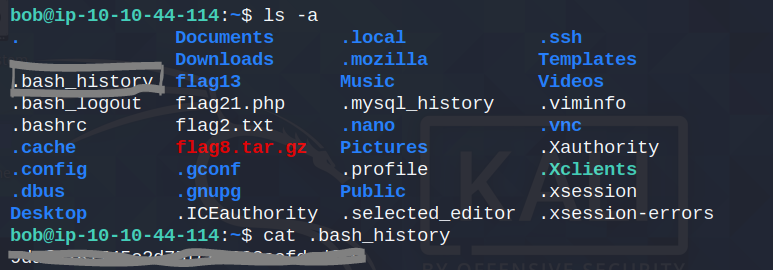 bob@ip-10-10-44-114:~$ ls -a
. Documents .local .ssh
Downloads .mozilla Templates
.bash_history flag13 Music Videos
.bash_logout flag21.php .mysql_history .viminfo
.bashrc flag2.txt .nano .vnc
.cache flag8.tar.gz Pictures .Xauthority
.config .gconf .profile .Xclients
.dbus .gnupg Public .xsession
Desktop .ICEauthority .selected_editor .xsession-errors
bob@ip-10-10-44-114:~$ cat .bash_history